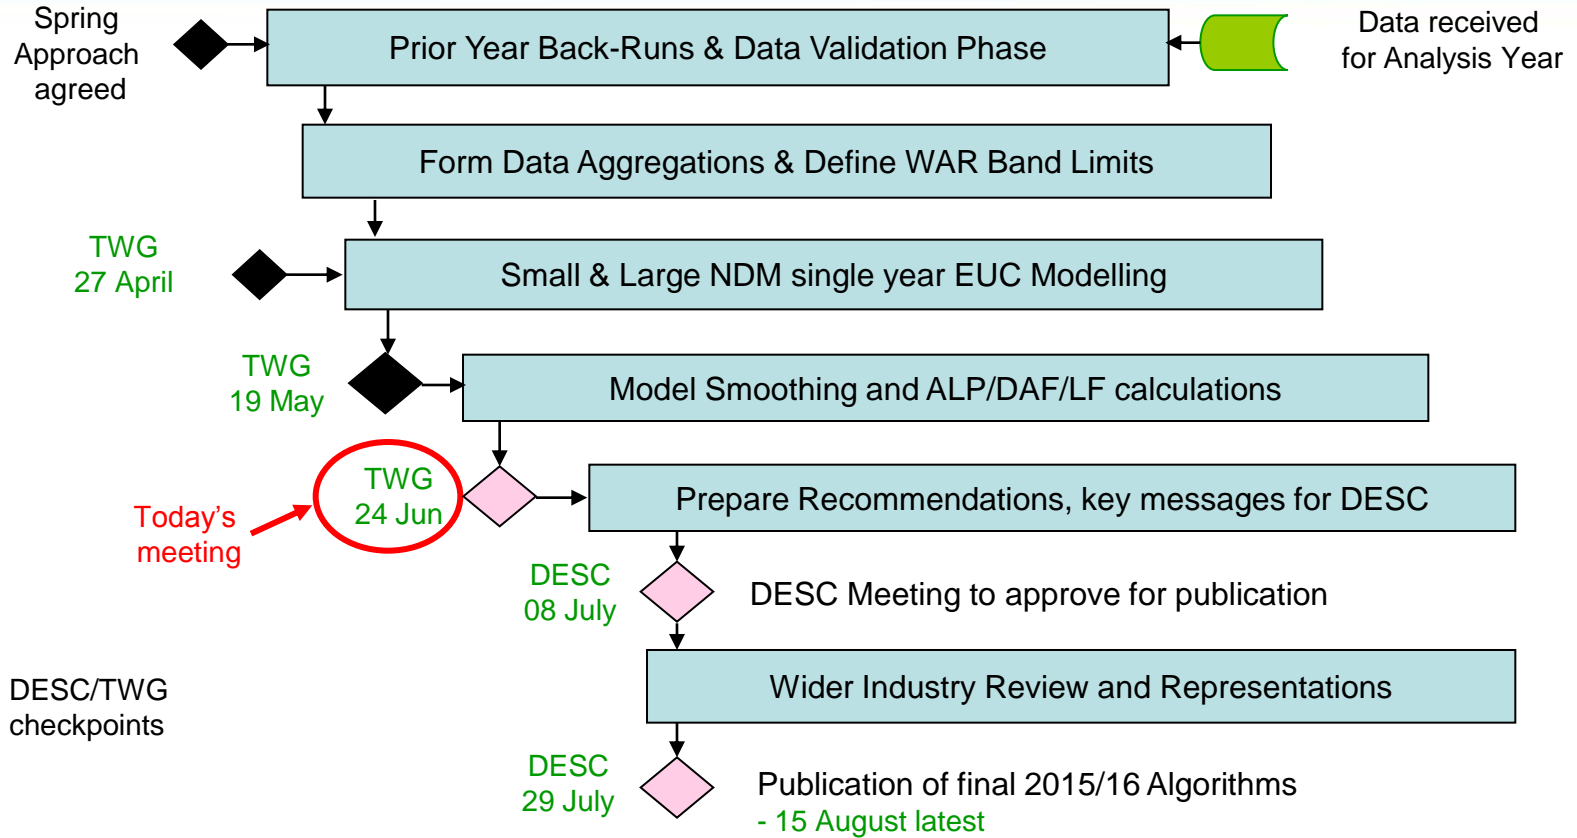 Spring
Approach
agreed
Prior Year Back-Runs & Data Validation Phase
Data received
for Analysis Year
Form Data Aggregations & Define WAR Band Limits
TWG
27 April
Small & Large NDM single year EUC Modelling
TWG
19 May
Model Smoothing and ALP/DAF/LF calculations
TWG
24 Jun
Prepare Recommendations, key messages for DESC
Today's
meeting
DESC
08 July
DESC Meeting to approve for publication
Wider Industry Review and Representations
DESC/TWG
checkpoints
DESC
29 July
Publication of final 2015/16 Algorithms
- 15 August latest